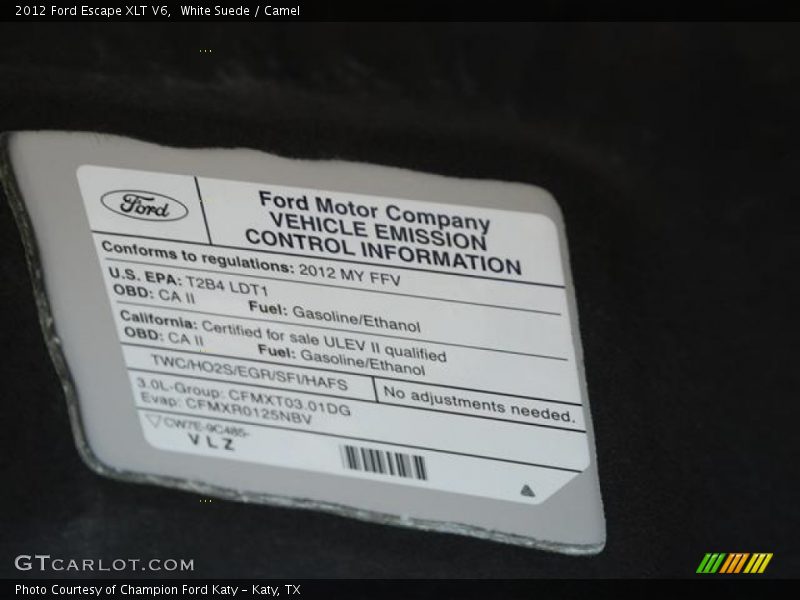 2012 Ford Escape XLT V6,  White Suede / Camel
Ford
Ford Motor Company
VEHICLE EMISSION
CONTROL INFORMATION
Conforms to regulations: 2012 MY FFV
U.S. EPA: T2B4 LDT1
OBD: CA II Fuel: Gasoline/Ethanol
California: Certified for sale ULEV II qualified
OBD: CA II Fuel: Gasoline/Ethanol
TWC/HO2S/EGR/SFI/HAFS No adjustments needed.
3.0L-Group: CFMXT03.01DG
Evap: CFMXR0125NBV
CW7E-9C485-
VLZ
GTCARLOT.COM
Photo Courtesy of Champion Ford Katy - Katy, TX